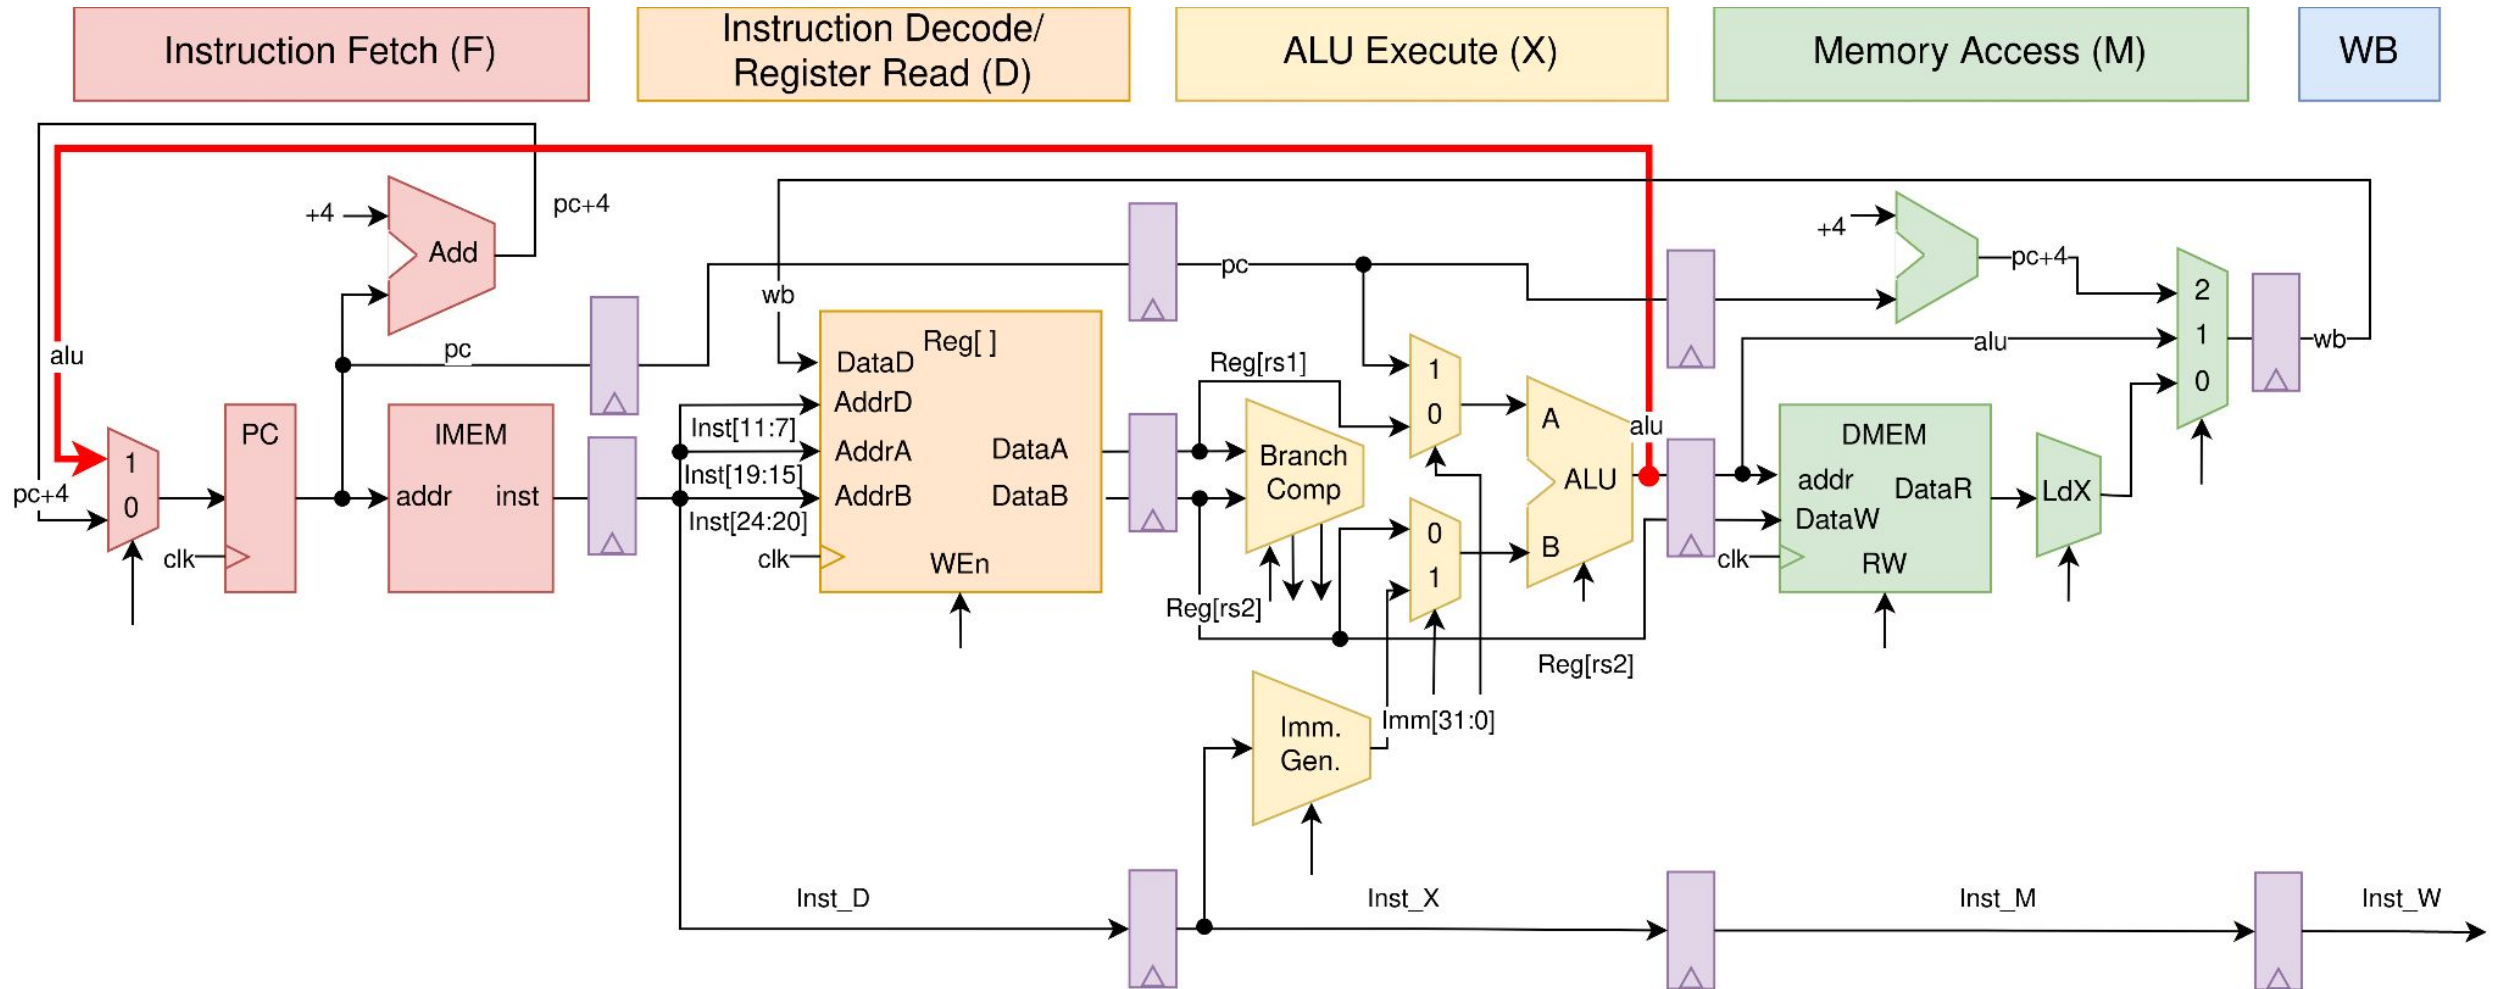 Instruction Fetch (F)
Instruction Decode/
Register Read (D)
ALU Execute (X)
Memory Access (M)
WB
+4
Add
pc+4
alu
pc
pc+4
1
0
PC
clk
IMEM
addr
inst
wb
Reg[ ]
DataD
AddrD
AddrA
AddrB
DataA
DataB
clk
WEn
Inst[11:7]
Inst[19:15]
Inst[24:20]
pc
Reg[rs1]
Branch
Comp
Reg[rs2]
1
0
0
1
A
B
ALU
alu
Reg[rs2]
Imm.
Gen.
Imm[31:0]
+4
pc+4
alu
DMEM
addr
DataR
DataW
clk
RW
LdX
2
1
0
wb
Inst_D
Inst_X
Inst_M
Inst_W